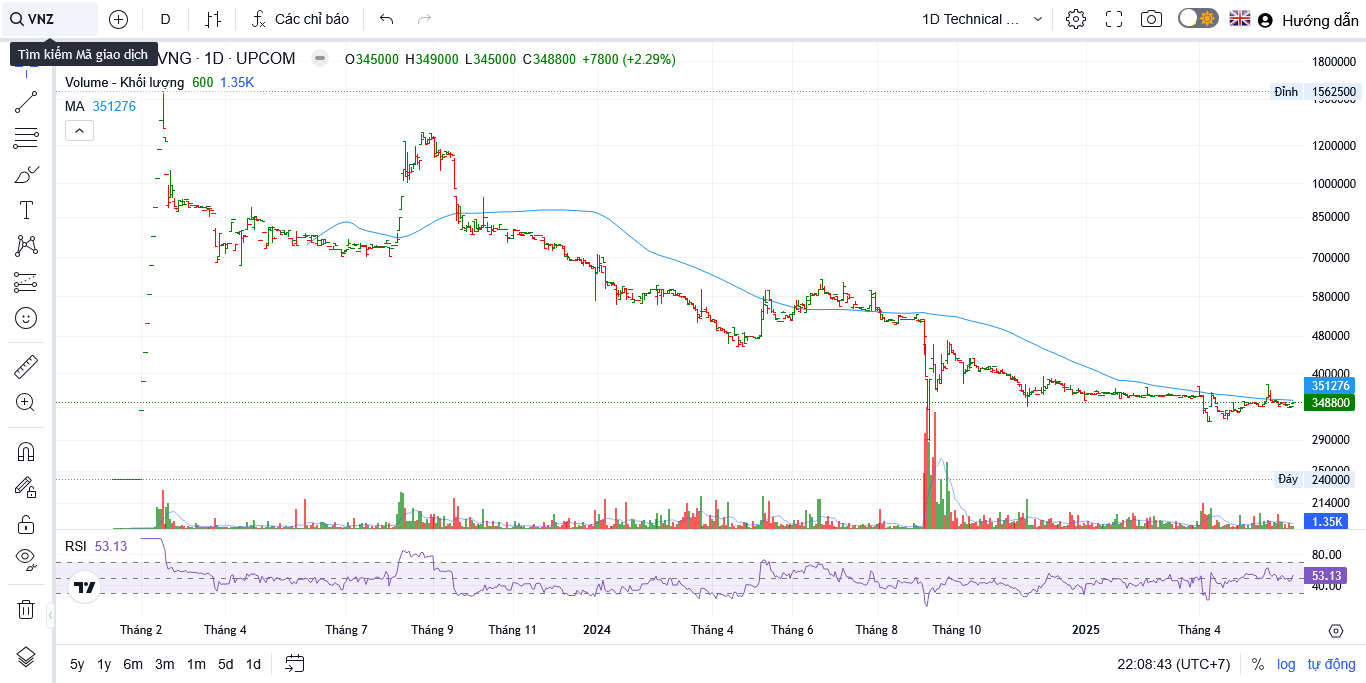 VNZ D Các chỉ báo 1D Technical ... Hướng dẫn
Tìm kiếm Mã giao dịch
VNG · 1D · UPCOM O345000 H349000 L345000 C348800 +7800 (+2.29%)
Volume - Khối lượng 600 1.35K
MA 351276
1800000
Đỉnh 1562500
1500000
1200000
1000000
850000
700000
580000
480000
400000
351276
348800
290000
250000
Đáy 240000
214000
1.35K
RSI 53.13
80.00
53.13
40.00
Tháng 2 Tháng 4 Tháng 7 Tháng 9 Tháng 11 2024 Tháng 4 Tháng 6 Tháng 8 Tháng 10 2025 Tháng 4
5y 1y 6m 3m 1m 5d 1d 22:08:43 (UTC+7) % log tự động